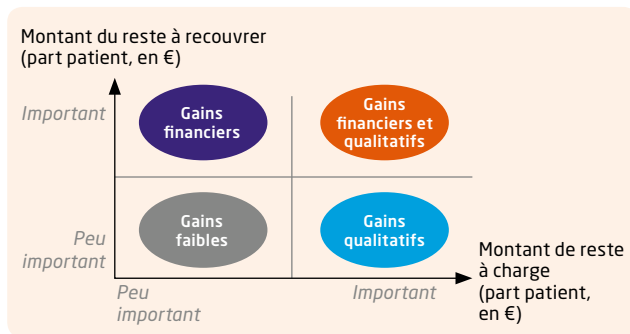 Montant du reste à recouvrer
(part patient, en €)
Important
Gains
financiers
Gains
financiers et
qualitatifs
Peu
important
Gains
faibles
Gains
qualitatifs
Montant de reste
à charge
(part patient,
en €)
Peu
important
Important